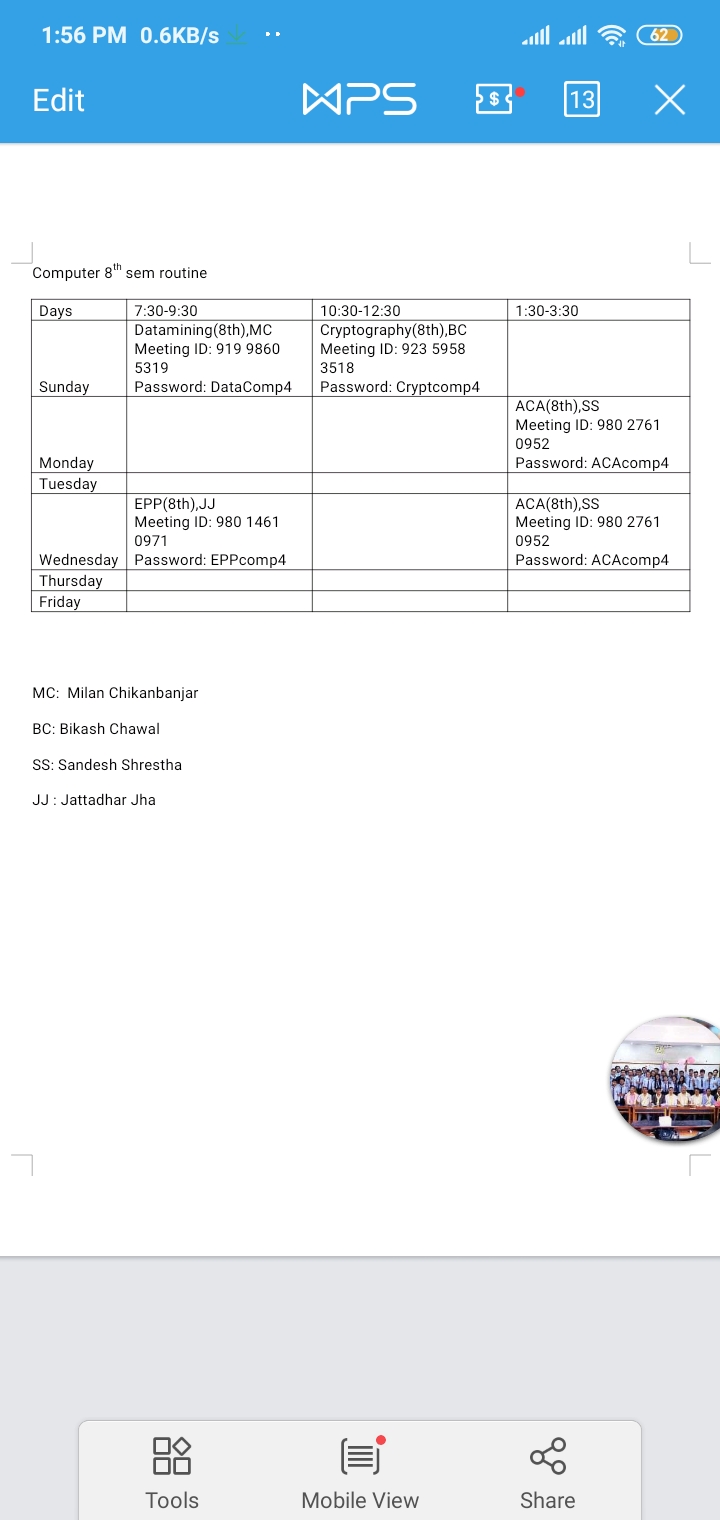 1:56 PM 0.6KB/s
62
Edit
WPS
$
13
Computer 8th sem routine
Days 7:30-9:30 10:30-12:30 1:30-3:30
Datamining(8th),MC Cryptography(8th),BC
Meeting ID: 919 9860 Meeting ID: 923 5958
5319 3518
Sunday Password: DataComp4 Password: Cryptcomp4
ACA(8th),SS
Meeting ID: 980 2761
0952
Monday Password: ACAcomp4
Tuesday
EPP(8th),JJ ACA(8th),SS
Meeting ID: 980 1461 Meeting ID: 980 2761
0971 0952
Wednesday Password: EPPcomp4 Password: ACAcomp4
Thursday
Friday
MC: Milan Chikanbanjar
BC: Bikash Chawal
SS: Sandesh Shrestha
JJ : Jattadhar Jha
Tools Mobile View Share